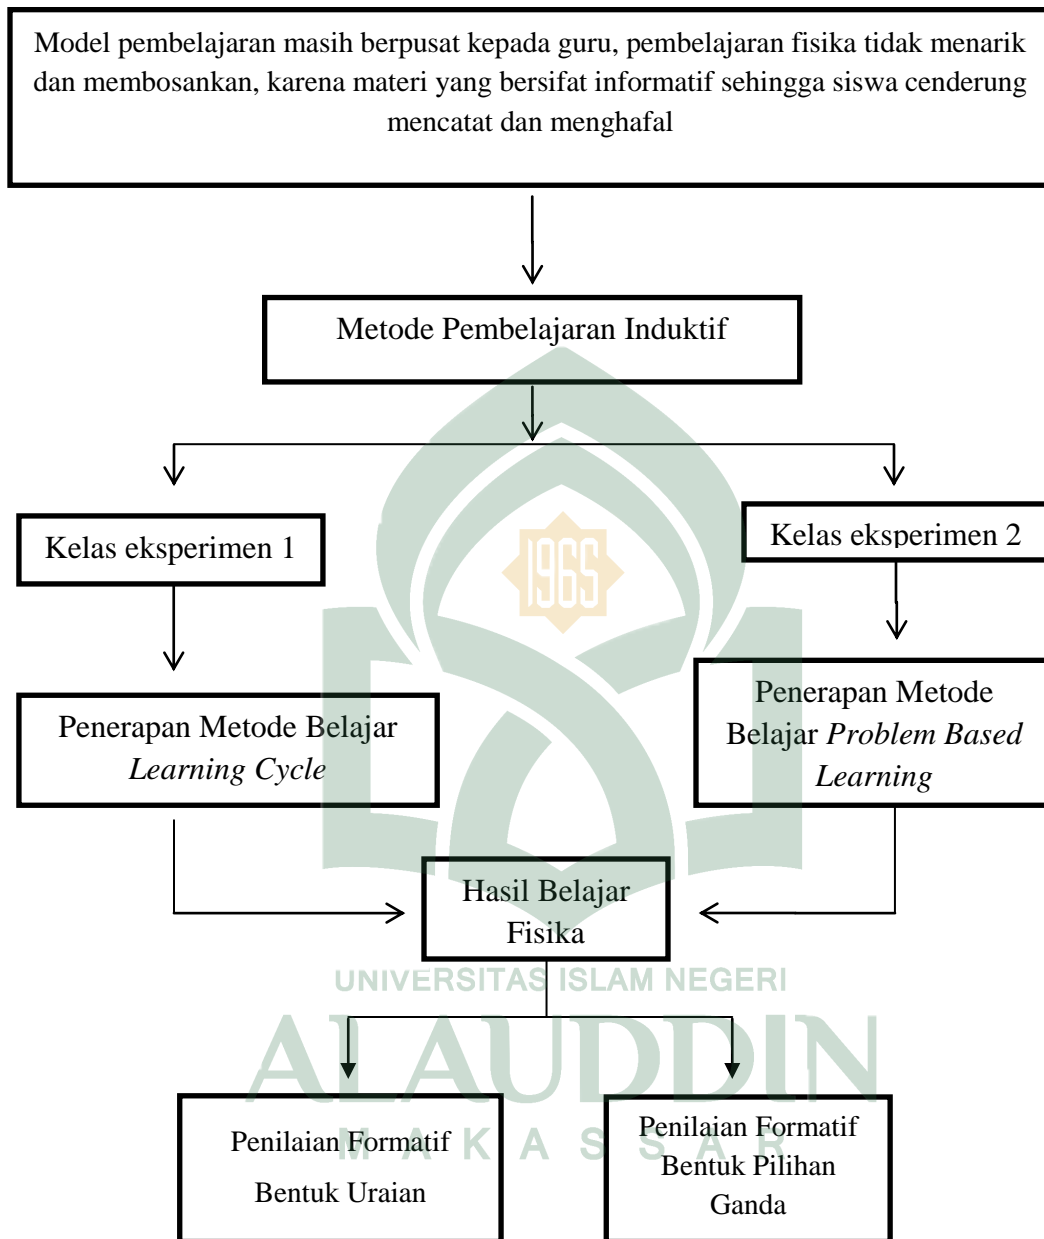 Model pembelajaran masih berpusat kepada guru, pembelajaran fisika tidak menarik
dan membosankan, karena materi yang bersifat informatif sehingga siswa cenderung
mencatat dan menghafal
Metode Pembelajaran Induktif
Kelas eksperimen 1
Kelas eksperimen 2
1965
Penerapan Metode Belajar
Learning Cycle
Penerapan Metode
Belajar Problem Based
Learning
Hasil Belajar
Fisika
UNIVERSITAS ISLAM NEGERI
ALAUDDIN
MAKASSAR
Penilaian Formatif
Bentuk Uraian
Penilaian Formatif
Bentuk Pilihan
Ganda